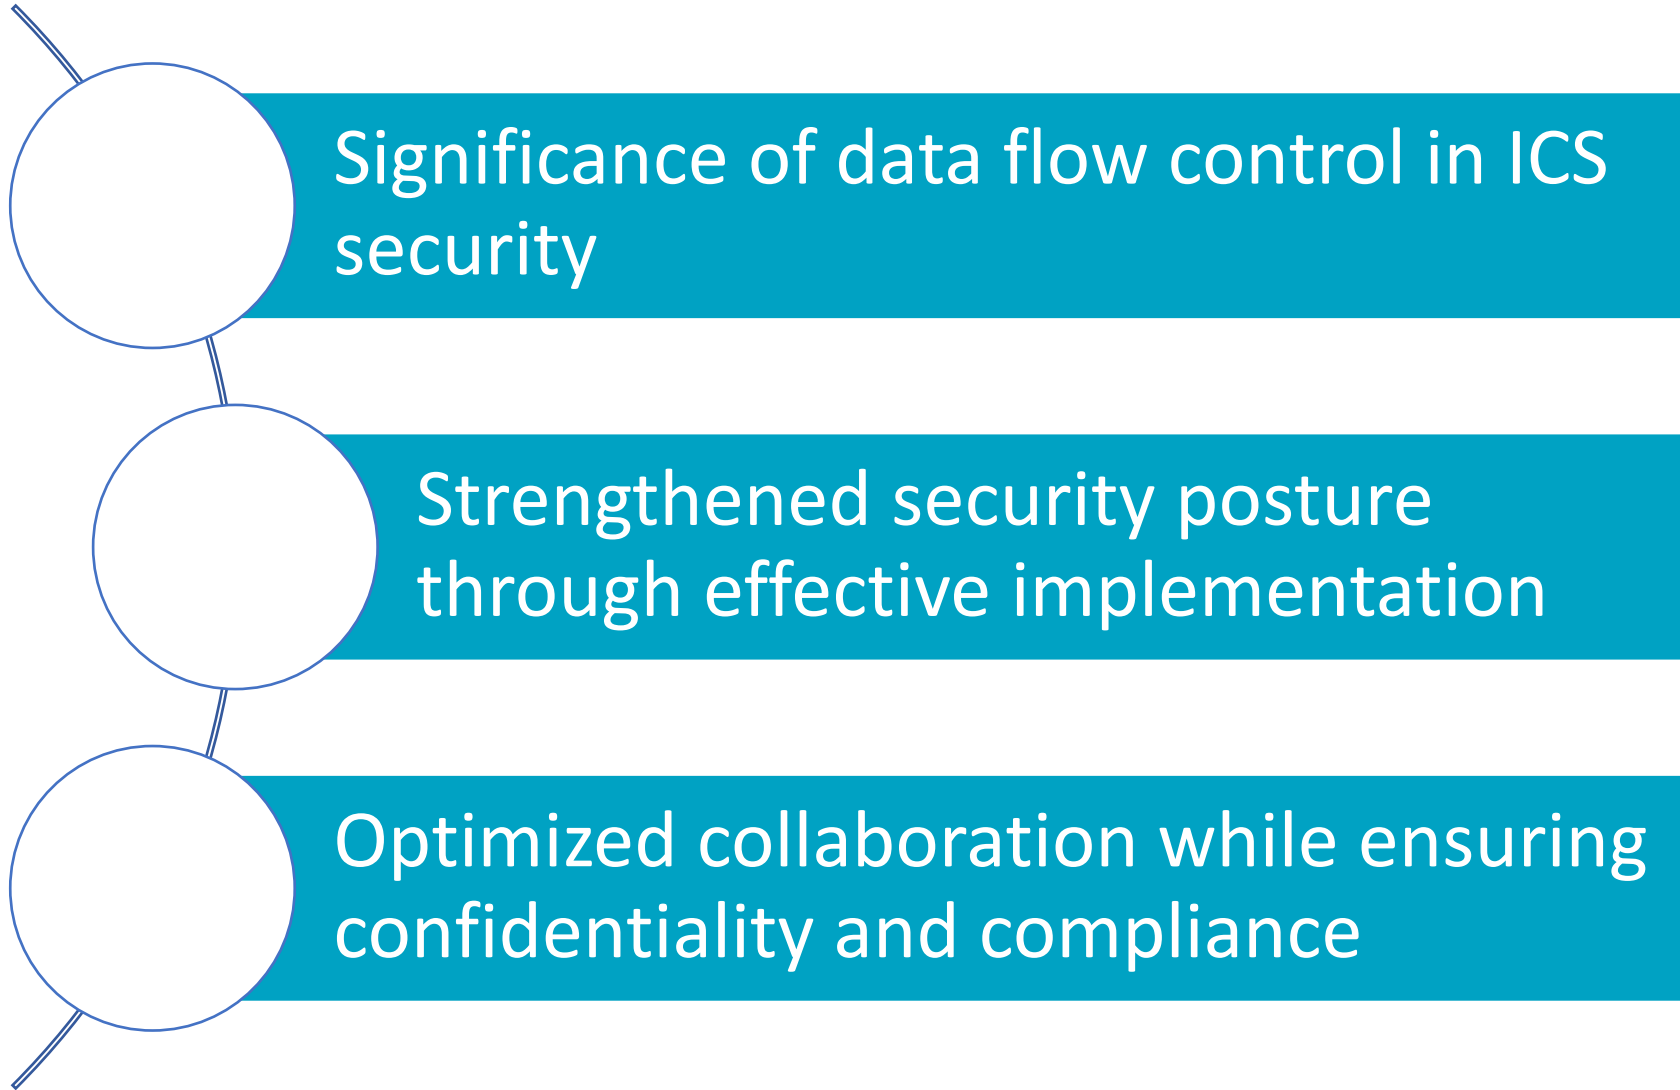 Significance of data flow control in ICS
security
Strengthened security posture
through effective implementation
Optimized collaboration while ensuring
confidentiality and compliance